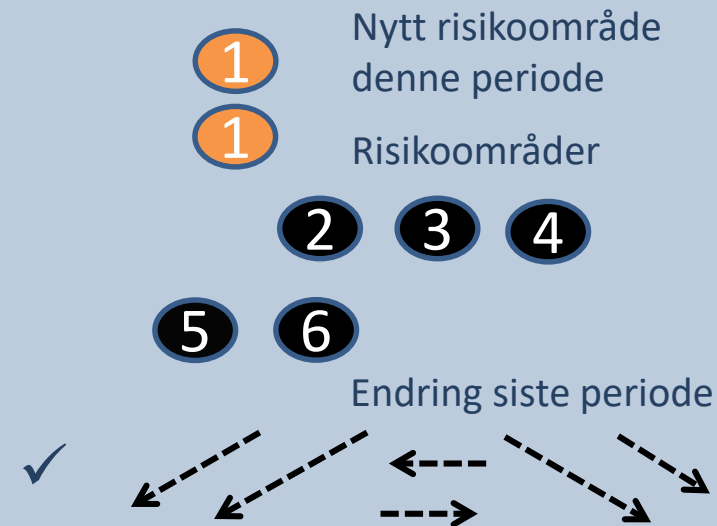 1
Nytt risikoområde
denne periode
1
Risikoområder
2 3 4
5 6
Endring siste periode
✓